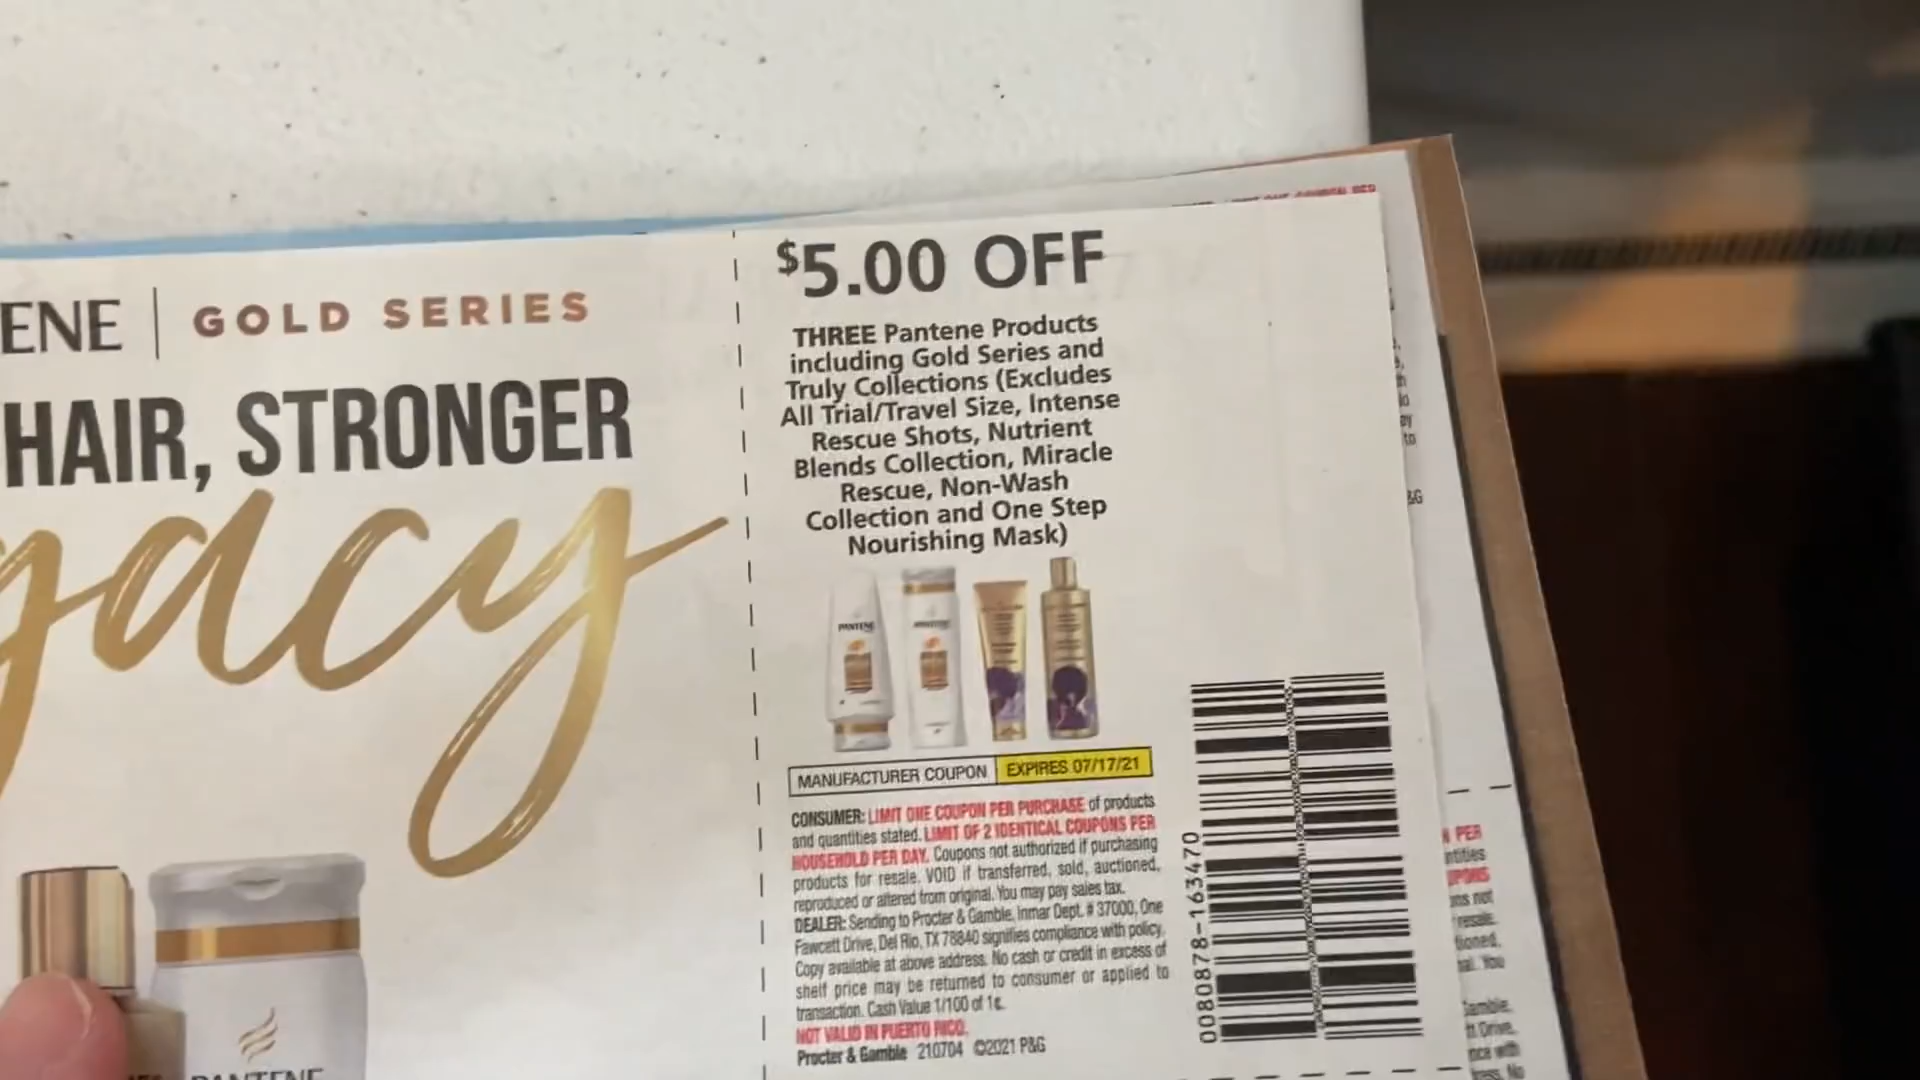 ENE | GOLD SERIES
HAIR, STRONGER
gacy
PANTENE
$5.00 OFF
THREE Pantene Products
including Gold Series and
Truly Collections (Excludes
All Trial/Travel Size, Intense
Rescue Shots, Nutrient
Blends Collection, Miracle
Rescue, Non-Wash
Collection and One Step
Nourishing Mask)
PANTENE
MANUFACTURER COUPON EXPIRES 07/17/21
CONSUMER: LIMIT ONE COUPON PER PURCHASE of products
and quantities stated. LIMIT OF 2 IDENTICAL COUPONS PER
HOUSEHOLD PER DAY. Coupons not authorized if purchasing
products for resale. VOID if transferred, sold, auctioned,
reproduced or altered from original. You may pay sales tax.
DEALER: Sending to Procter & Gamble, Inmar Dept. # 37000, One
Fawcett Drive, Del Rio, TX 78840 signifies compliance with policy.
Copy available at above address. No cash or credit in excess of
shelf price may be returned to consumer or applied to
transaction. Cash Value 1/100 of 1¢.
NOT VALID IN PUERTO RICO.
Procter & Gamble 210704 ©2021 P&G
0080878-163470